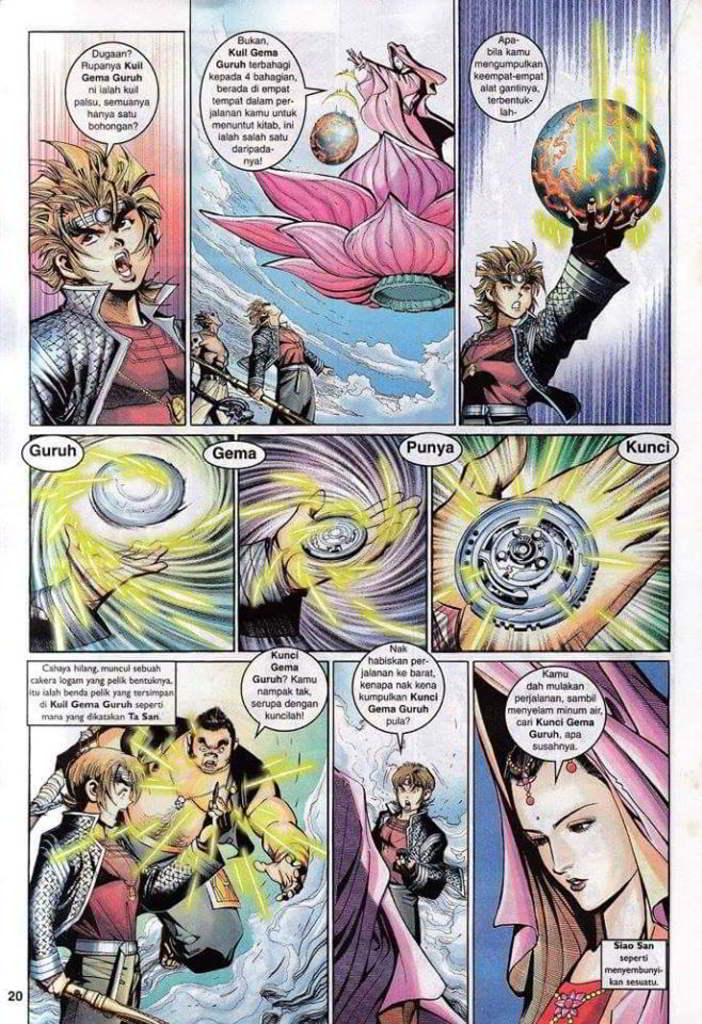 Dugaan?
Rupanya Kuil
Gema Guruh
ni ialah kuil
palsu, semuanya
hanya satu
bohongan?
Bukan,
Kuil Gema
Guruh terbahagi
kepada 4 bahagian,
berada di empat
tempat dalam per-
jalanan kamu untuk
menuntut kitab, ini
ialah salah satu
daripada-
nya!
Apa-
bila kamu
mengumpulkan
keempat-empat
alat gantinya,
terbentuk-
lah-
Guruh
Gema
Punya
Kunci
Cahaya hilang, muncul sebuah
cakera logam yang pelik bentuknya,
itu ialah benda pelik yang tersimpan
di Kuil Gema Guruh seperti
mana yang dikatakan Ta San.
Kunci
Gema
Guruh? Kamu
nampak tak,
serupa dengan
kuncilah!
Nak
habiskan per-
jalanan ke barat,
kenapa nak kena
kumpulkan Kunci
Gema Guruh
pula?
Kamu
dah mulakan
perjalanan, sambil
menyelam minum air,
cari Kunci Gema
Guruh, apa
susahnya.
Siao San
seperti
menyembunyi-
kan sesuatu.
20